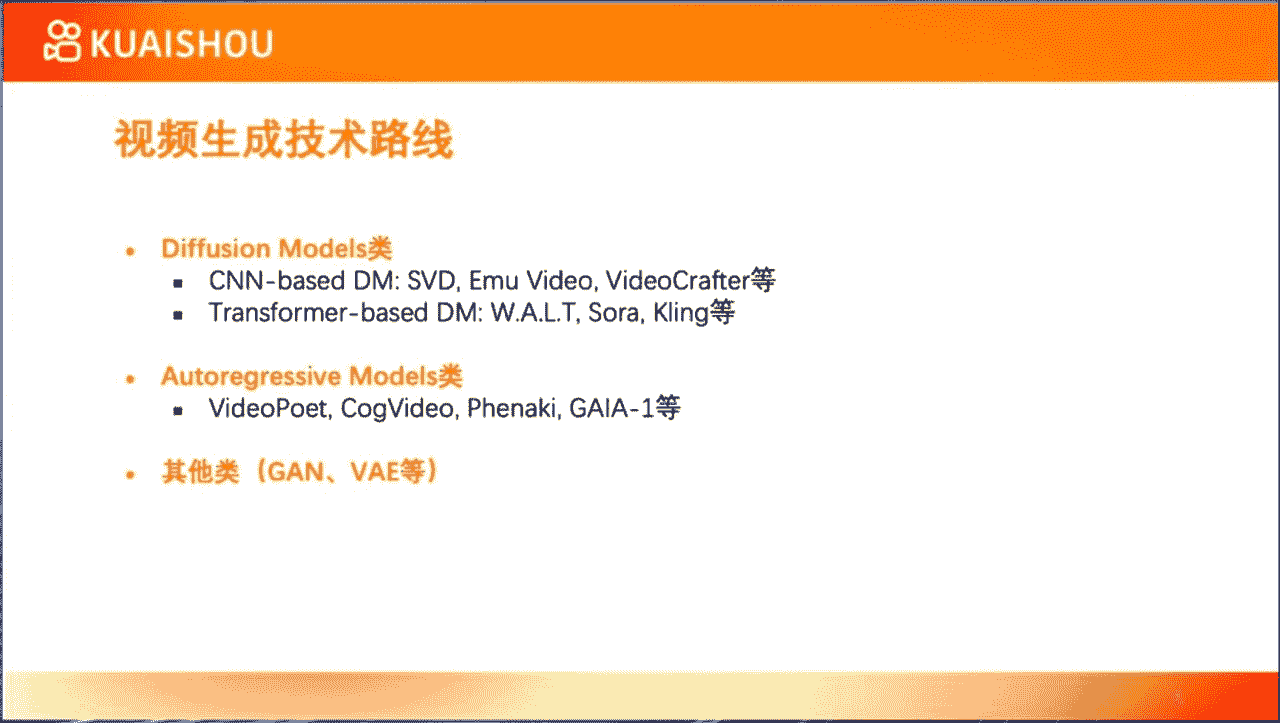 KUAISHOU
视频生成技术路线
• Diffusion Models类
▪ CNN-based DM: SVD, Emu Video, VideoCrafter等
▪ Transformer-based DM: W.A.L.T, Sora, Kling等
• Autoregressive Models类
▪ VideoPoet, CogVideo, Phenaki, GAIA-1等
• 其他类（GAN、VAE等）